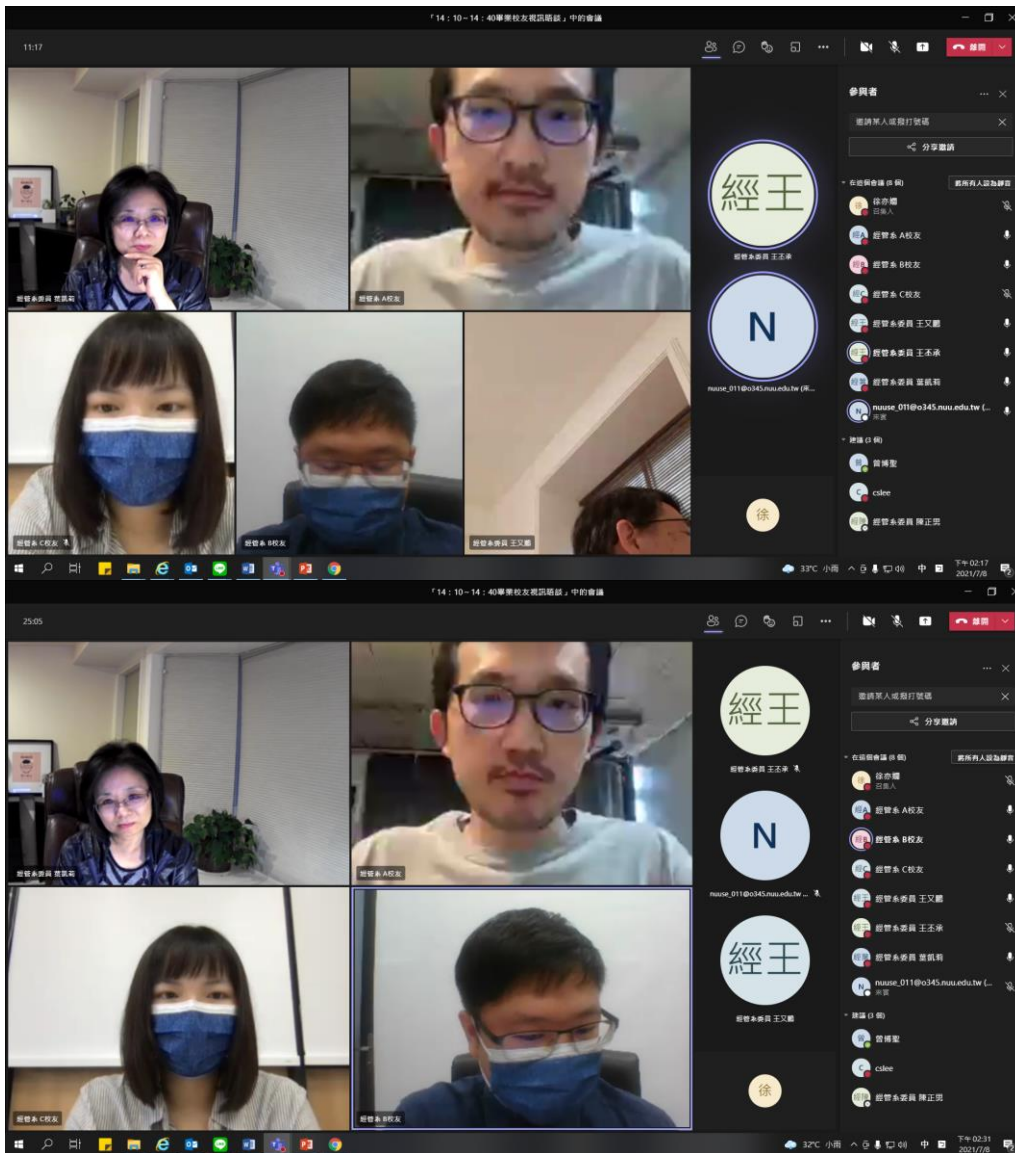 「14：10~14：40畢業校友視訊晤談」中的會議
11:17
離開
經管系委員 葉凱莉
經管系 A校友
經管系 C校友
經管系 B校友
經管系委員 王又鵬
經王
經管系委員 王丕承
N
nuuse_011@o345.nuu.edu.tw (來...
徐
參與者
邀請某人或撥打號碼
分享邀請
在這個會議 (8 個)
將所有人設為靜音
召集人
經管系 A校友
經管系 B校友
經管系 C校友
經管系委員 王又鵬
經管系委員 王丕承
經管系委員 葉凱莉
nuuse_011@o345.nuu.edu.tw (...
來賓
建議 (3 個)
曾博聖
cslee
經管系委員 陳正男
33°C 小雨
中
下午 02:17
2021/7/8
「14：10~14：40畢業校友視訊晤談」中的會議
25:05
離開
經管系委員 葉凱莉
經管系 A校友
經管系 C校友
經管系 B校友
經王
經管系委員 王丕承
N
nuuse_011@o345.nuu.edu.tw ...
經王
經管系委員 王又鵬
徐
參與者
邀請某人或撥打號碼
分享邀請
在這個會議 (8 個)
將所有人設為靜音
召集人
經管系 A校友
經管系 B校友
經管系 C校友
經管系委員 王又鵬
經管系委員 王丕承
經管系委員 葉凱莉
nuuse_011@o345.nuu.edu.tw (...
來賓
建議 (3 個)
曾博聖
cslee
經管系委員 陳正男
32°C 小雨
中
下午 02:31
2021/7/8